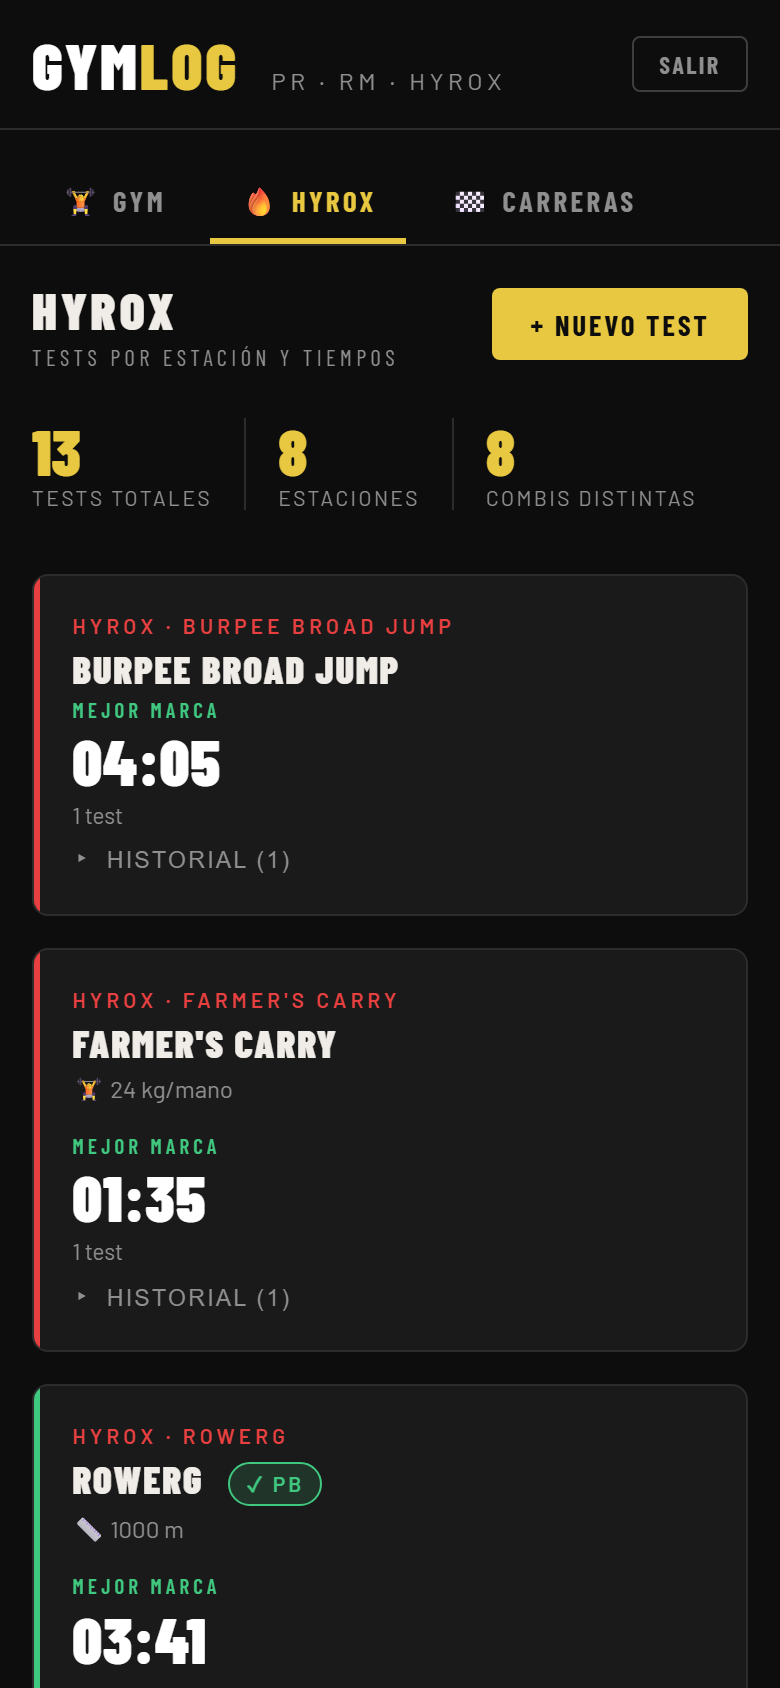 GYMLOG PR · RM · HYROX SALIR
GYM HYROX CARRERAS
HYROX
TESTS POR ESTACIÓN Y TIEMPOS
+ NUEVO TEST
13 8 8
TESTS TOTALES ESTACIONES COMBIS DISTINTAS
HYROX · BURPEE BROAD JUMP
BURPEE BROAD JUMP
MEJOR MARCA
04:05
1 test
▸ HISTORIAL (1)
HYROX · FARMER'S CARRY
FARMER'S CARRY
24 kg/mano
MEJOR MARCA
01:35
1 test
▸ HISTORIAL (1)
HYROX · ROWERG
ROWERG ✓ PB
1000 m
MEJOR MARCA
03:41